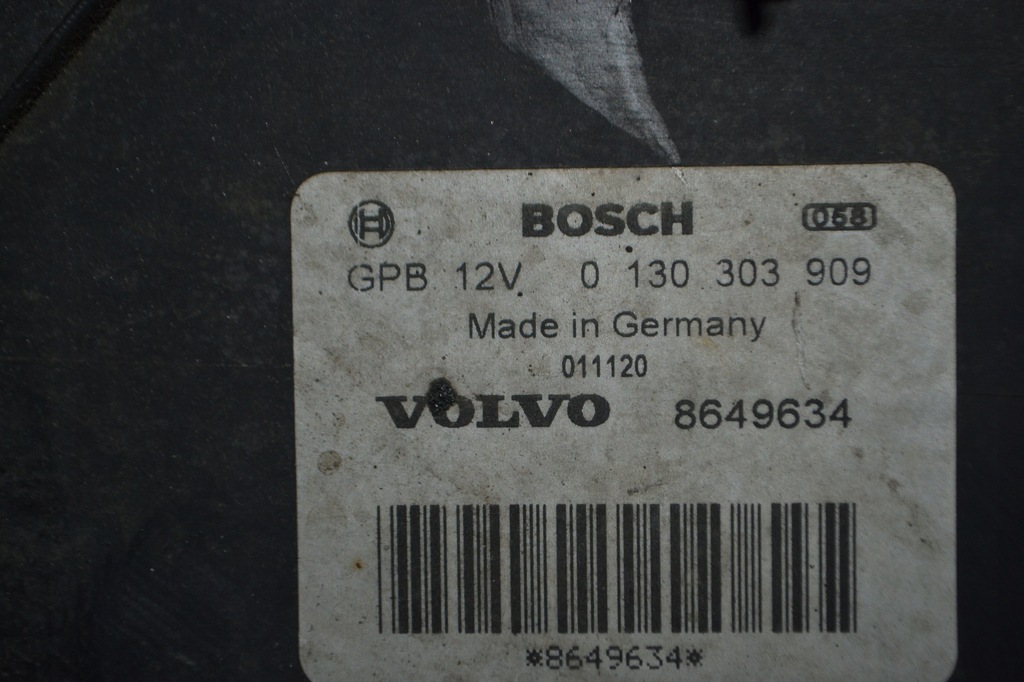 BOSCH 058
GPB 12V 0 130 303 909
Made in Germany
011120
VOLVO 8649634
*8649634*